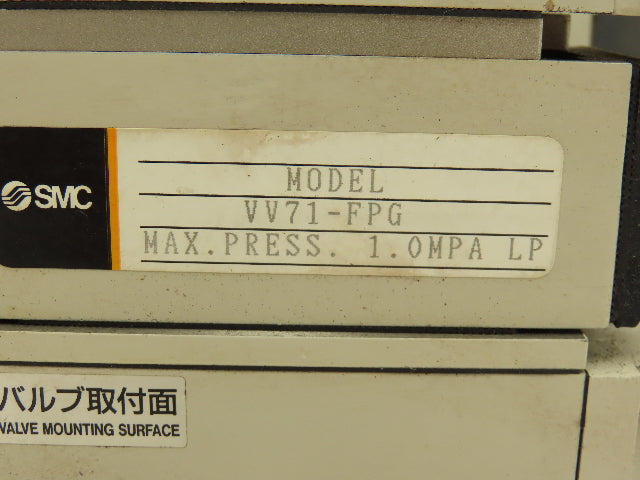 SMC
MODEL
VV71-FPG
MAX.PRESS. 1.0MPA LP
バルブ取付面
VALVE MOUNTING SURFACE